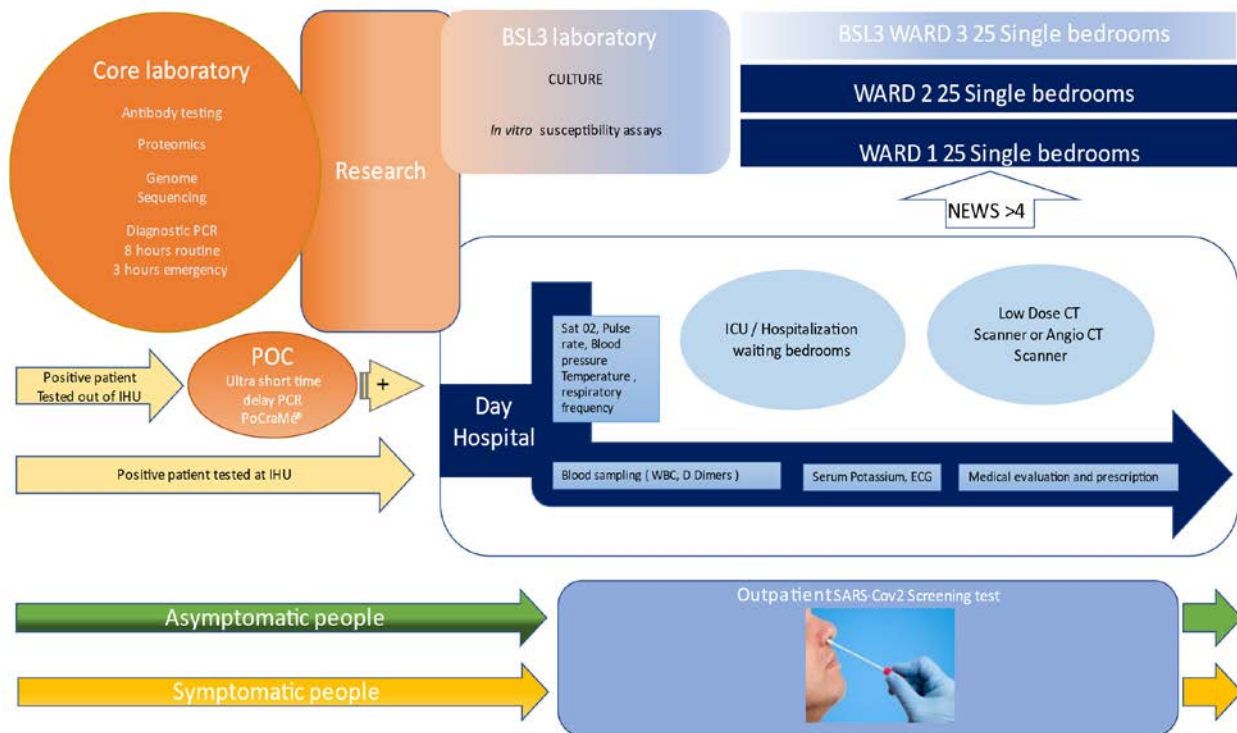 Core laboratory
Antibody testing
Proteomics
Genome
Sequencing
Diagnostic PCR
8 hours routine
3 hours emergency
Research
BSL3 laboratory
CULTURE
In vitro susceptibility assays
BSL3 WARD 3 25 Single bedrooms
WARD 2 25 Single bedrooms
WARD 1 25 Single bedrooms
NEWS >4
Positive patient
Tested out of IHU
POC
Ultra short time
delay PCR
PoCraMé®
+
Positive patient tested at IHU
Day
Hospital
Sat 02, Pulse
rate, Blood
pressure
Temperature ,
respiratory
frequency
ICU / Hospitalization
waiting bedrooms
Low Dose CT
Scanner or Angio CT
Scanner
Blood sampling ( WBC, D Dimers )
Serum Potassium, ECG
Medical evaluation and prescription
Asymptomatic people
Symptomatic people
Outpatient SARS-Cov2 Screening test